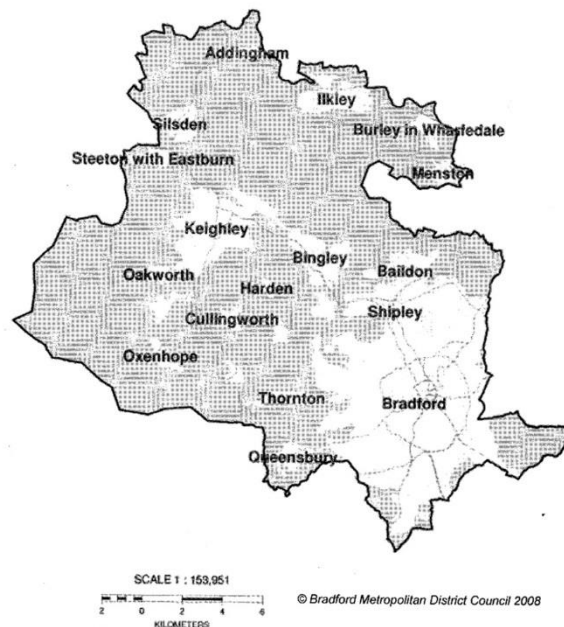 Addingham
Ilkley
Silsden
Burley in Wharfedale
Steeton with Eastburn
Menston
Keighley
Bingley
Baildon
Oakworth
Harden
Shipley
Cullingworth
Oxenhope
Thornton
Bradford
Queensbury
SCALE 1 : 153,951
2 0 2 4 6
KILOMETERS
© Bradford Metropolitan District Council 2008